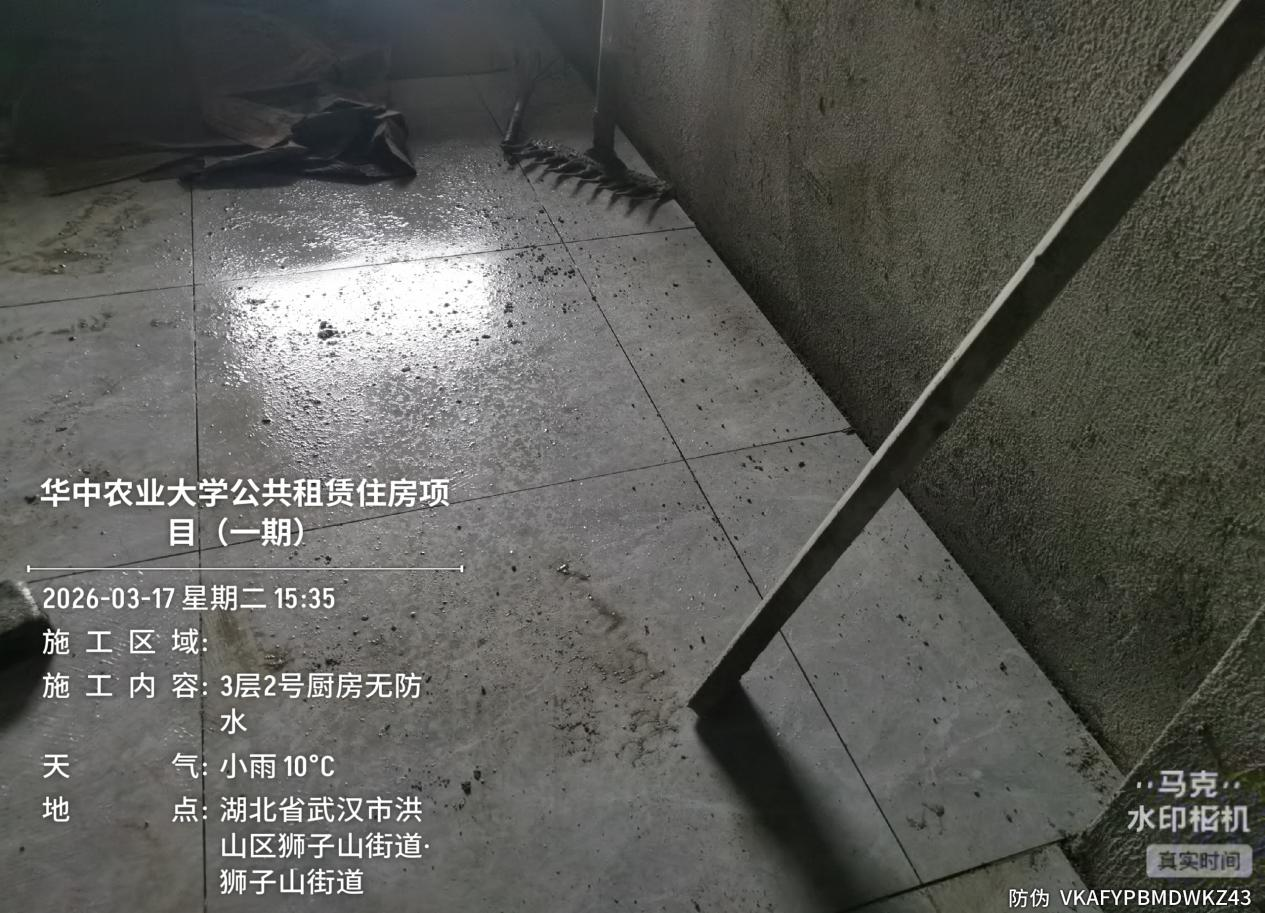 华中农业大学公共租赁住房项
目（一期）
2026-03-17 星期二 15:35
施工区域:
施工内容: 3层2号厨房无防
水
天气: 小雨 10°C
地点: 湖北省武汉市洪
山区狮子山街道·
狮子山街道
马克
水印相机
真实时间
防伪 VKAFYPBMDWKZ43